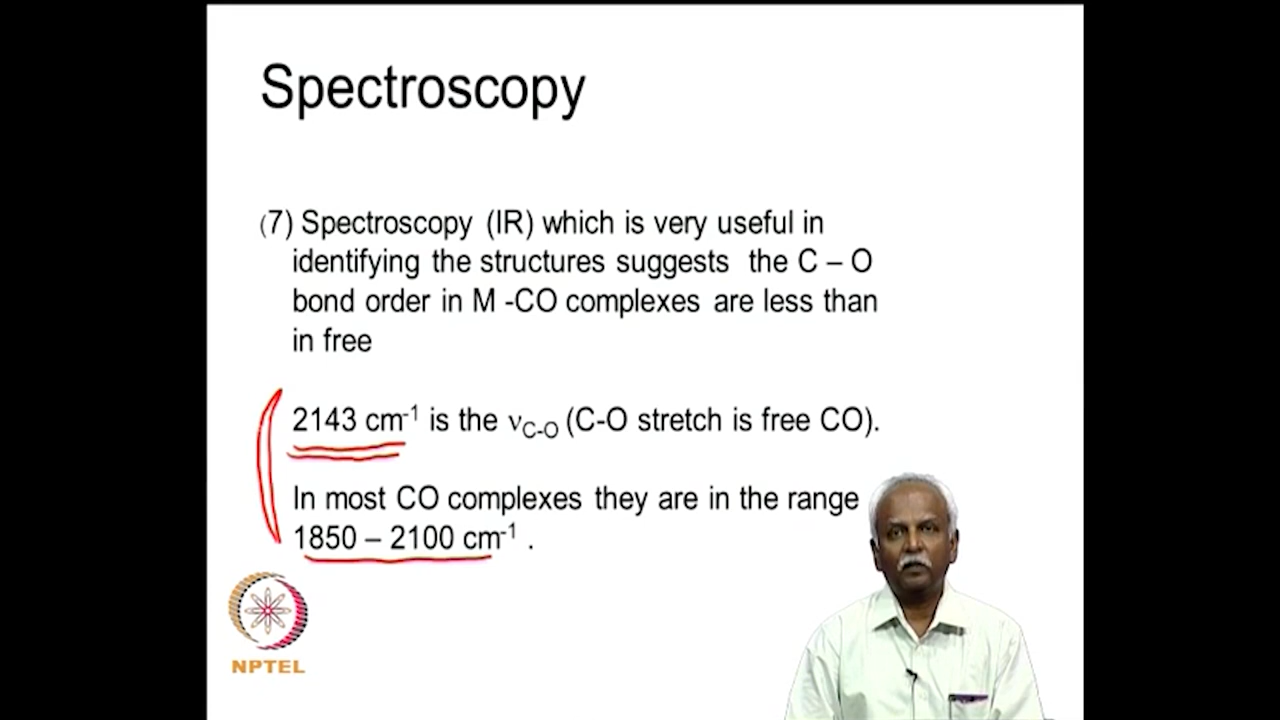 Spectroscopy
(7) Spectroscopy (IR) which is very useful in
identifying the structures suggests the C – O
bond order in M -CO complexes are less than
in free
2143 cm-1 is the νC-O (C-O stretch is free CO).
In most CO complexes they are in the range
1850 – 2100 cm-1 .
NPTEL